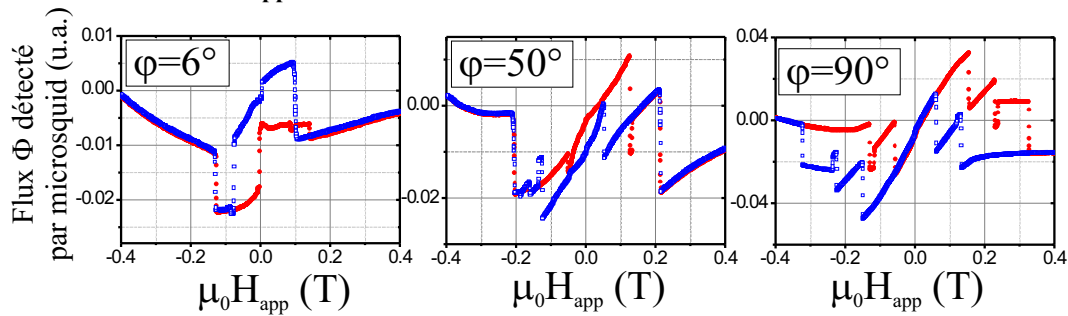 app
Flux Φ détecté
par microsquid (u.a.)
0.01
0.005
0.00
-0.01
-0.02
φ=6°
-0.4 -0.2 0.0 0.2 0.4
μ₀Happ (T)
0.00
-0.02
φ=50°
-0.4 -0.2 0.0 0.2 0.4
μ₀Happ (T)
0.04
0.00
-0.04
φ=90°
-0.4 -0.2 0.0 0.2 0.4
μ₀Happ (T)